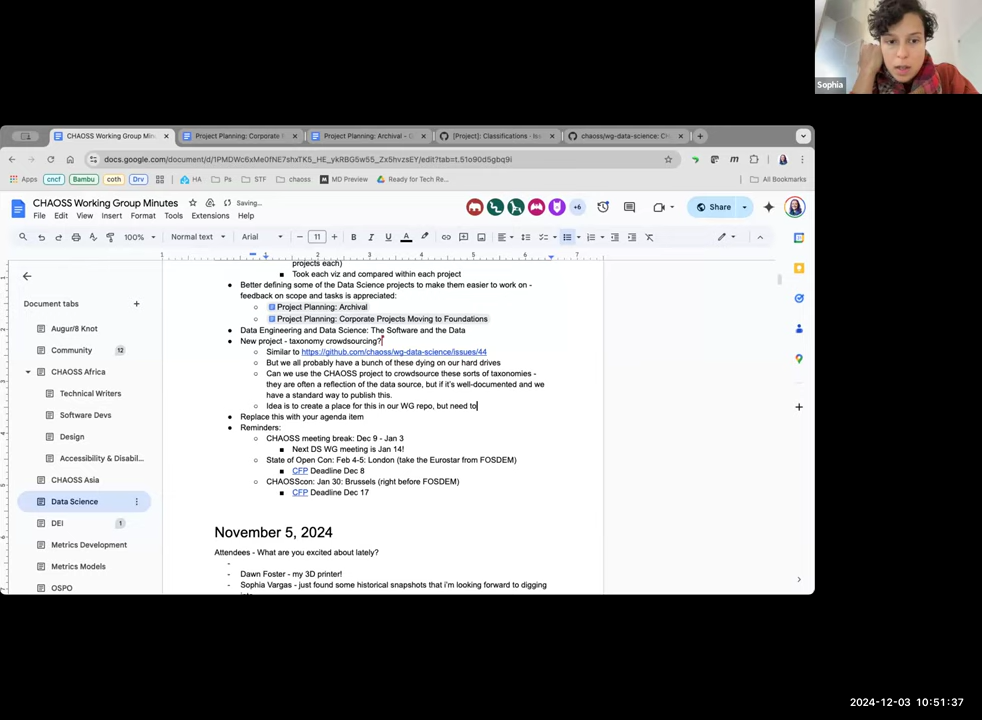 Sophia
CHAOSS Working Group Minu
Project Planning: Corporate M
Project Planning: Archival - G
[Project]: Classifications · Iss
chaoss/wg-data-science: CH
docs.google.com/document/d/1PMDWc6xMe0fNE7shxTK5_HE_ykRBG5w55_Zx5hvzsEY/edit?tab=t.51o90d5gbq9i
Apps
cncf
Bambu
coth
Drv
HA
Ps
STF
chaoss
MD Preview
Ready for Tech Re...
All Bookmarks
CHAOSS Working Group Minutes
Saving...
File Edit View Insert Format Tools Extensions Help
+6
Share
100%
Normal text
Arial
11
1 2 3 4 5 6 7
Document tabs
Augur/8 Knot
Community
12
CHAOSS Africa
Technical Writers
Software Devs
Design
Accessibility & Disabil...
CHAOSS Asia
Data Science
DEI
1
Metrics Development
Metrics Models
OSPO
projects each)
Took each viz and compared within each project
Better defining some of the Data Science projects to make them easier to work on -
feedback on scope and tasks is appreciated:
Project Planning: Archival
Project Planning: Corporate Projects Moving to Foundations
Data Engineering and Data Science: The Software and the Data
New project - taxonomy crowdsourcing?
Similar to https://github.com/chaoss/wg-data-science/issues/44
But we all probably have a bunch of these dying on our hard drives
Can we use the CHAOSS project to crowdsource these sorts of taxonomies -
they are often a reflection of the data source, but if it's well-documented and we
have a standard way to publish this.
Idea is to create a place for this in our WG repo, but need to
Replace this with your agenda item
Reminders:
CHAOSS meeting break: Dec 9 - Jan 3
Next DS WG meeting is Jan 14!
State of Open Con: Feb 4-5: London (take the Eurostar from FOSDEM)
CFP Deadline Dec 8
CHAOSScon: Jan 30: Brussels (right before FOSDEM)
CFP Deadline Dec 17
November 5, 2024
Attendees - What are you excited about lately?
-
- Dawn Foster - my 3D printer!
- Sophia Vargas - just found some historical snapshots that i'm looking forward to digging
2024-12-03 10:51:37